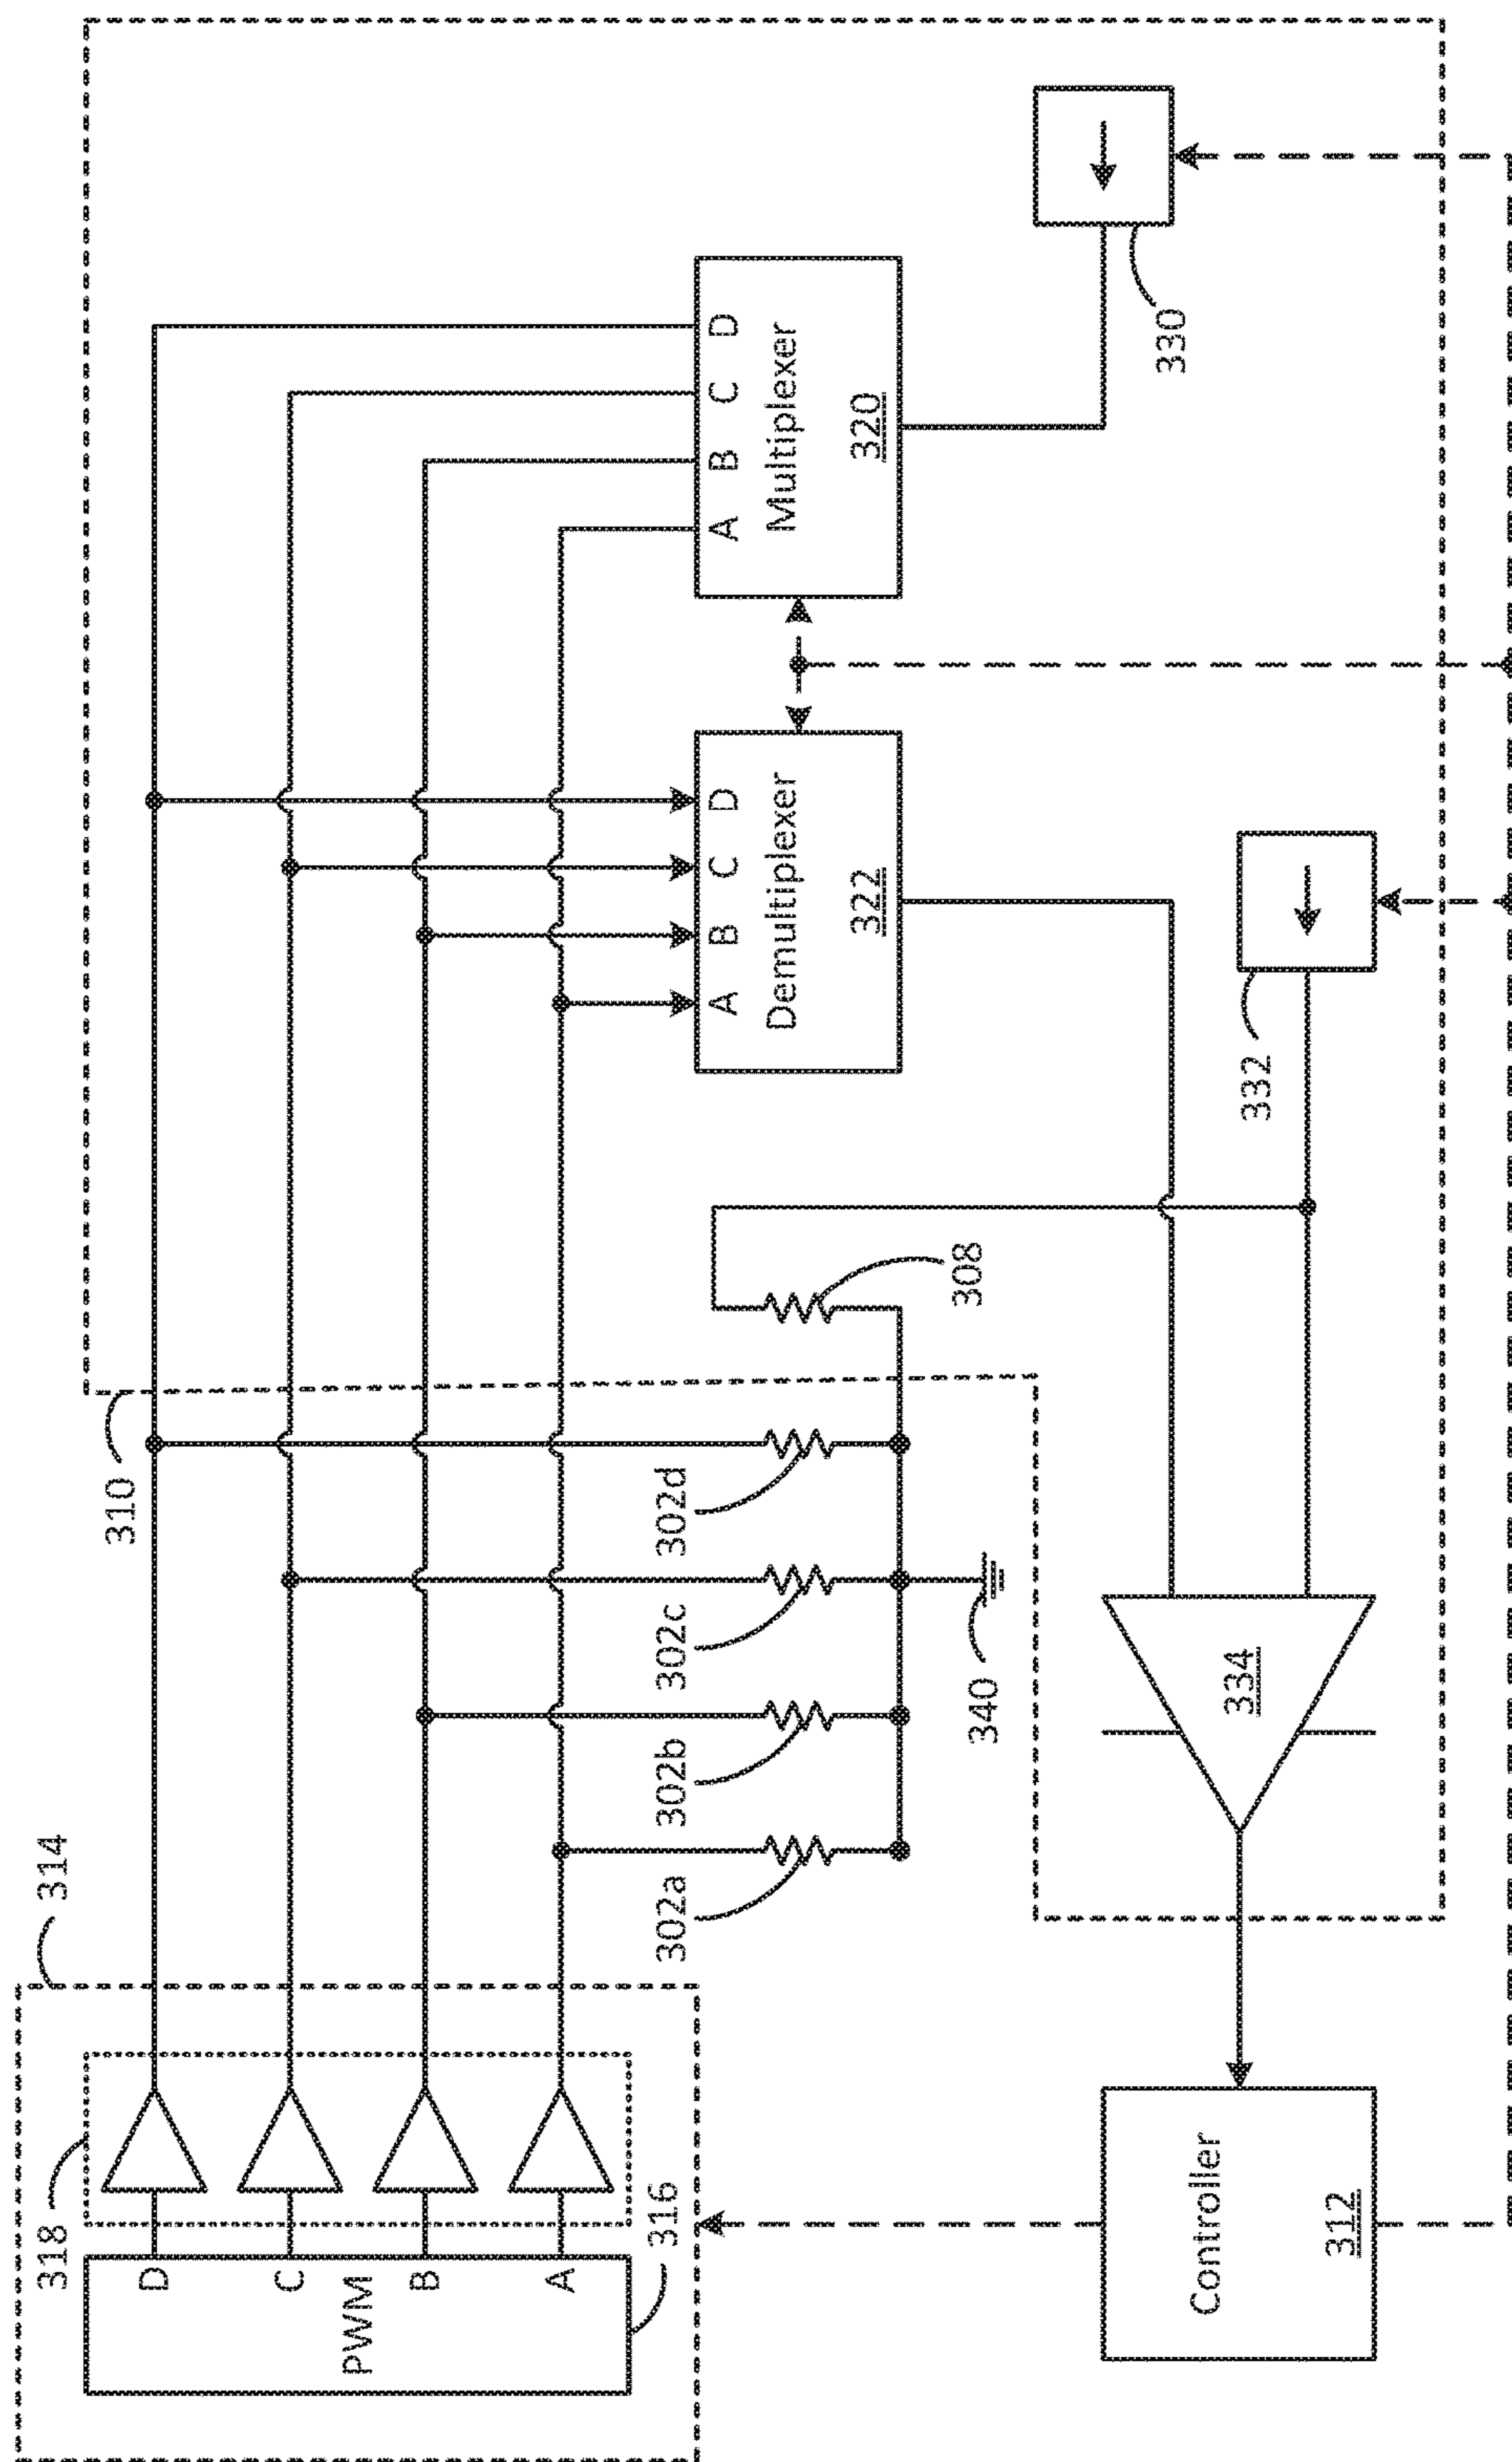 314
318
D
C
B
A
PWM
316
310
302a
302b
302c
302d
308
340
A
B
C
D
Demultiplexer
322
A
B
C
D
Multiplexer
320
330
332
334
Controller
312